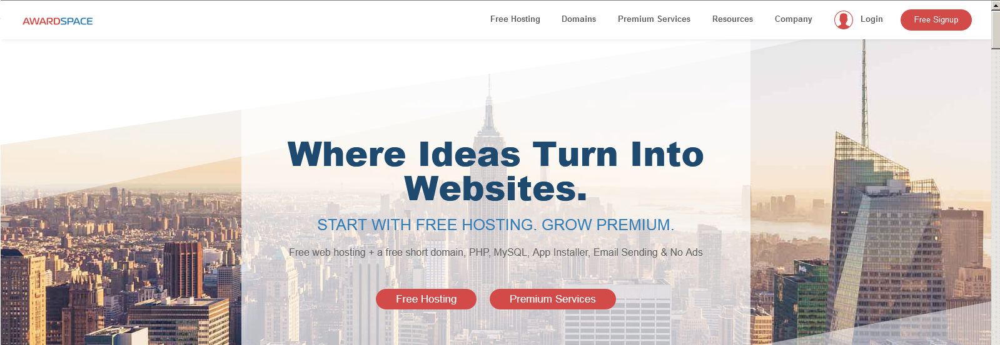 AWARDSPACE
Free Hosting
Domains
Premium Services
Resources
Company
Login
Free Signup
Where Ideas Turn Into
Websites.
START WITH FREE HOSTING. GROW PREMIUM.
Free web hosting + a free short domain, PHP, MySQL, App Installer, Email Sending & No Ads
Free Hosting
Premium Services